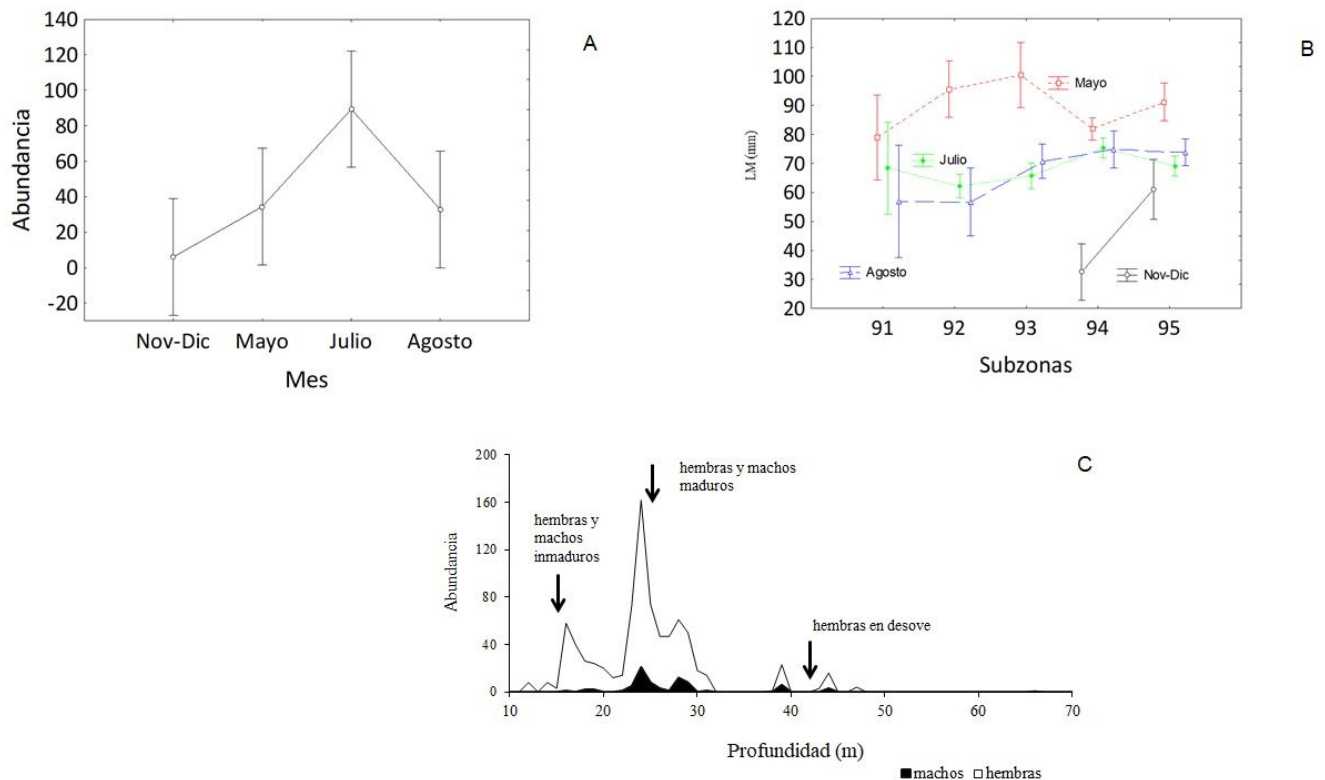 140
120
100
80
60
40
20
0
-20
Abundancia
Nov-Dic Mayo Julio Agosto
Mes
A
120
110
100
90
80
70
60
50
40
30
20
LM (mm)
Mayo
Julio
Agosto
Nov-Dic
91 92 93 94 95
Subzonas
B
200
160
120
80
40
0
Abundancia
hembras y
machos
inmaduros
hembras y machos
maduros
hembras en desove
C
10 20 30 40 50 60 70
Profundidad (m)
machos hembras